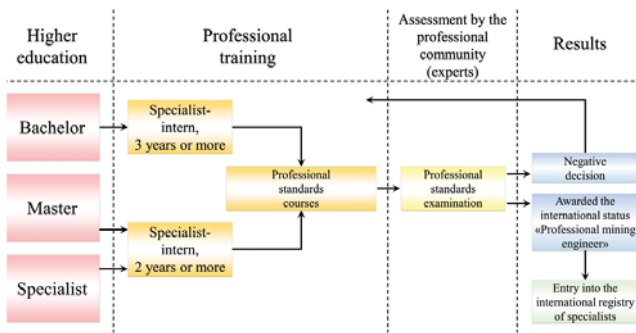 Higher
education
Professional
training
Assessment by the
professional
community
(experts)
Results
Bachelor
Master
Specialist
Specialist-
intern,
3 years or more
Specialist-
intern,
2 years or more
Professional
standards
courses
Professional
standards
examination
Negative
decision
Awarded the
international status
«Professional mining
engineer»
Entry into the
international registry
of specialists